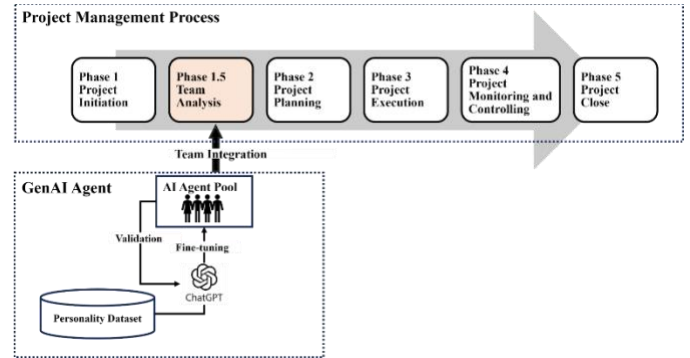 Project Management Process
Phase 1
Project
Initiation
Phase 1.5
Team
Analysis
Phase 2
Project
Planning
Phase 3
Project
Execution
Phase 4
Project
Monitoring and
Controlling
Phase 5
Project
Close
Team Integration
GenAI Agent
AI Agent Pool
Validation
Fine-tuning
ChatGPT
Personality Dataset